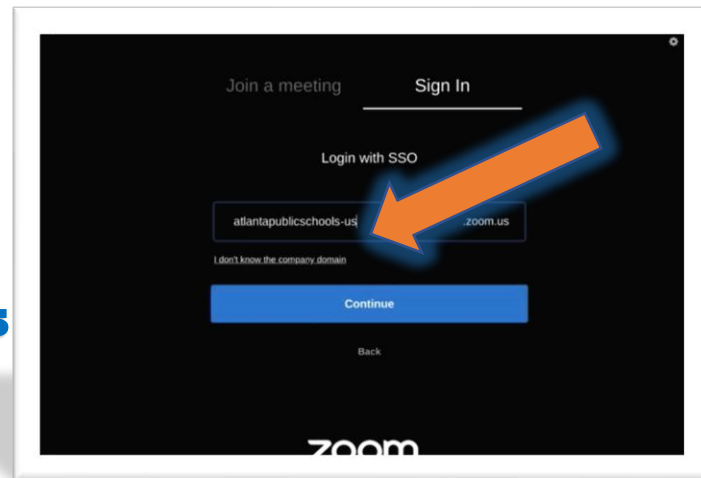 Join a meeting Sign In
Login with SSO
atlantapublicschools-us .zoom.us
I don't know the company domain
Continue
Back
zoom
s